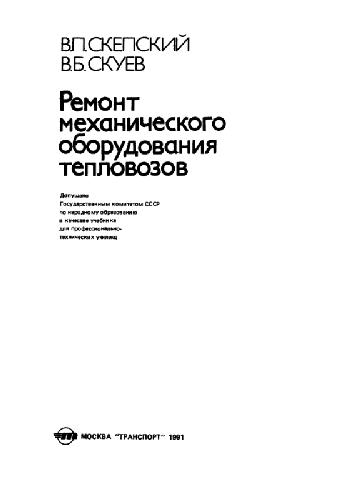 В.П.СКЕПСКИЙ
В.Б.СКУЕВ
Ремонт
механического
оборудования
тепловозов
Допущено
Государственным комитетом СССР
по народному образованию
в качестве учебника
для профессионально-
технических училищ
МОСКВА "ТРАНСПОРТ" 1991